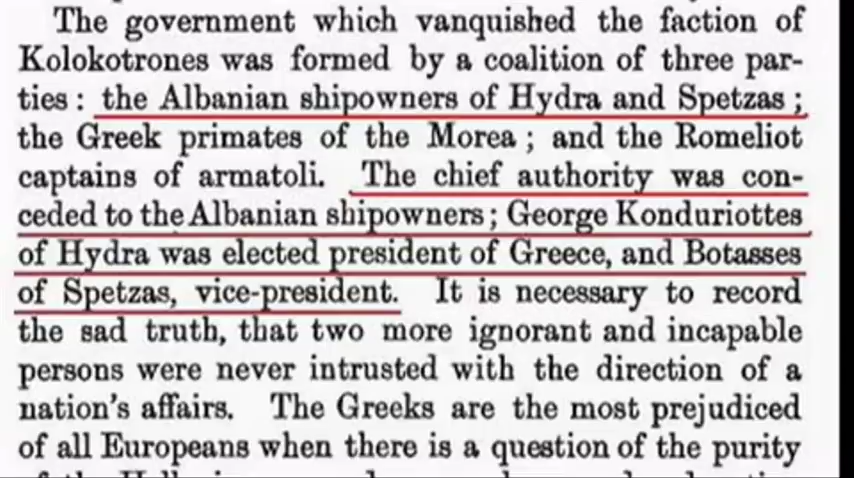 The government which vanquished the faction of
Kolokotrones was formed by a coalition of three par-
ties : the Albanian shipowners of Hydra and Spetzas ;
the Greek primates of the Morea ; and the Romeliot
captains of armatoli. The chief authority was con-
ceded to the Albanian shipowners ; George Konduriottes
of Hydra was elected president of Greece, and Botasses
of Spetzas, vice-president. It is necessary to record
the sad truth, that two more ignorant and incapable
persons were never intrusted with the direction of a
nation's affairs. The Greeks are the most prejudiced
of all Europeans when there is a question of the purity